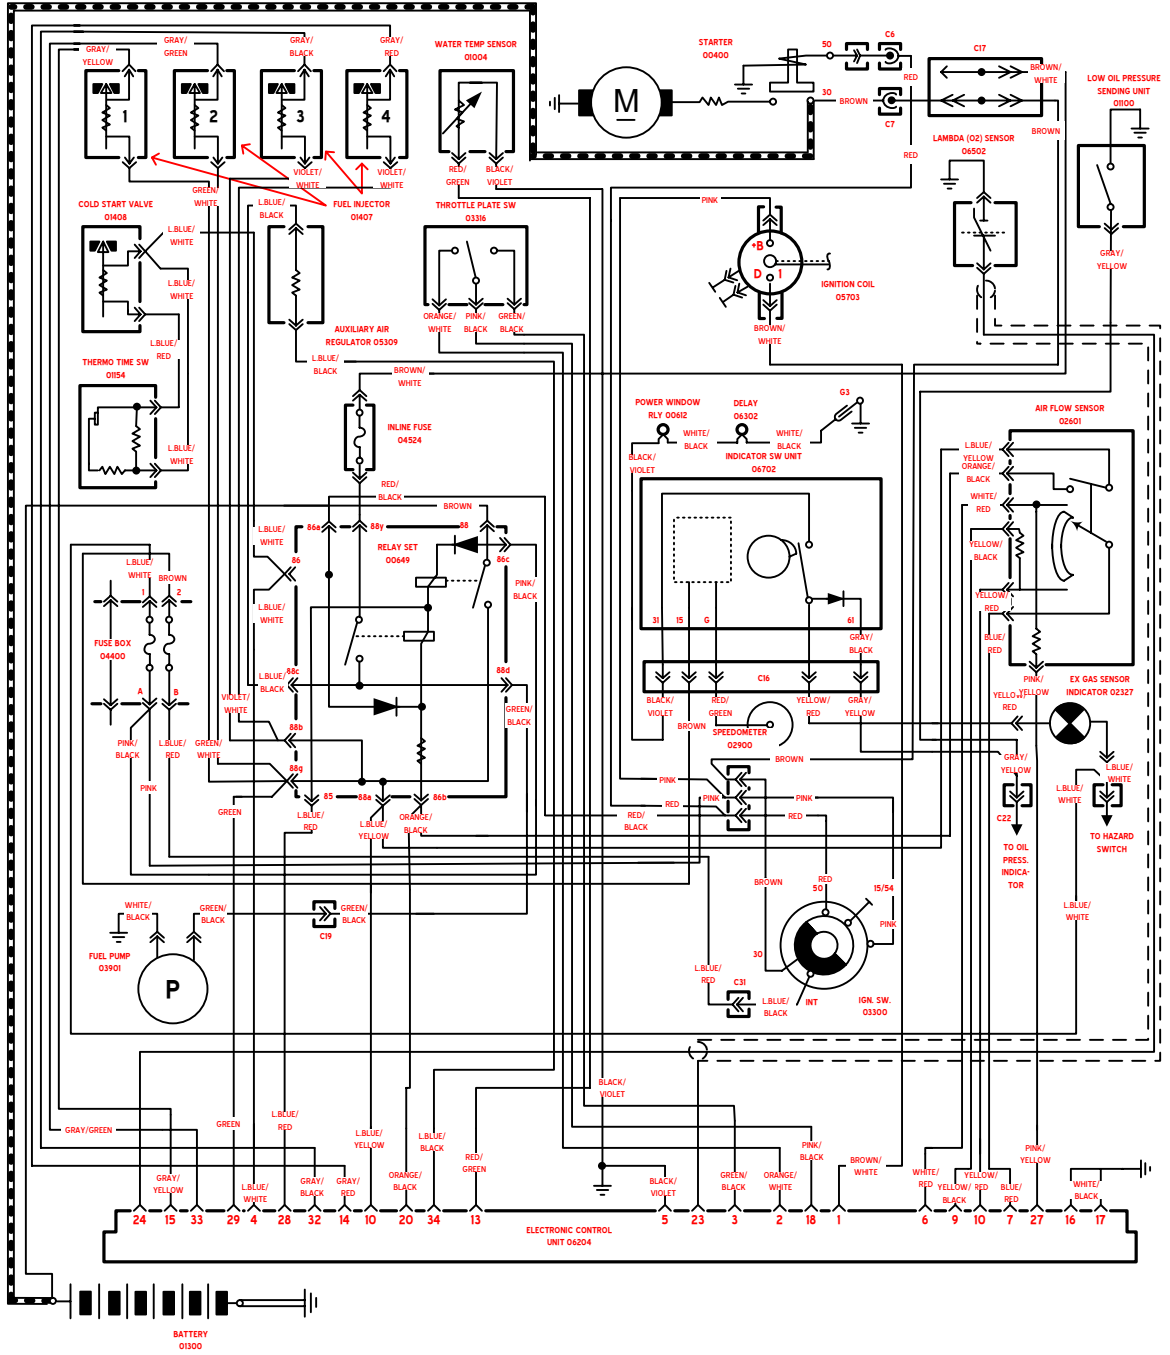 GRAY/
YELLOW
GRAY/
GREEN
GRAY/
BLACK
GRAY/
RED
WATER TEMP SENSOR
01004
STARTER
00400
50
C6
C17
RED
BROWN/
WHITE
LOW OIL PRESSURE
SENDING UNIT
01100
1
2
3
4
M
30
BROWN
C7
BROWN
LAMBDA (O2) SENSOR
06502
RED
VIOLET/
WHITE
VIOLET/
WHITE
RED/
GREEN
BLACK/
VIOLET
GREEN/
WHITE
COLD START VALVE
01408
L.BLUE/
BLACK
FUEL INJECTOR
01407
THROTTLE PLATE SW
03316
PINK
L.BLUE/
WHITE
+B
D
1
IGNITION COIL
05703
GRAY/
YELLOW
L.BLUE/
WHITE
ORANGE/
WHITE
PINK/
BLACK
GREEN/
BLACK
BROWN/
WHITE
AUXILIARY AIR
REGULATOR 05309
L.BLUE/
RED
L.BLUE/
BLACK
BROWN/
WHITE
THERMO TIME SW
01154
POWER WINDOW
RLY 00612
DELAY
06302
G3
AIR FLOW SENSOR
02601
INLINE FUSE
04524
WHITE/
BLACK
WHITE/
BLACK
BLACK/
VIOLET
INDICATOR SW UNIT
06702
L.BLUE/
WHITE
L.BLUE/
YELLOW
ORANGE/
BLACK
RED/
BLACK
BROWN
WHITE/
RED
86a
88y
88
L.BLUE/
WHITE
86
RELAY SET
00649
86c
YELLOW/
BLACK
L.BLUE/
WHITE
BROWN
1
2
PINK/
BLACK
L.BLUE/
WHITE
YELLOW/
RED
31
15
G
61
FUSE BOX
04400
GRAY/
BLACK
BLUE/
RED
88c
88d
L.BLUE/
BLACK
C16
PINK/
YELLOW
EX GAS SENSOR
INDICATOR 02327
A
B
VIOLET/
WHITE
BLACK/
VIOLET
RED/
GREEN
YELLOW/
RED
GRAY/
YELLOW
YELLOW/
RED
GREEN/
BLACK
88b
BROWN
SPEEDOMETER
02900
PINK/
BLACK
L.BLUE/
RED
GREEN/
WHITE
BROWN
GRAY/
YELLOW
L.BLUE/
WHITE
88g
PINK
PINK
L.BLUE/
WHITE
85
88a
86b
PINK
PINK
RED
GREEN
L.BLUE/
RED
L.BLUE/
YELLOW
ORANGE/
BLACK
RED/
BLACK
RED
C22
TO OIL
PRESS.
INDICA-
TOR
TO HAZARD
SWITCH
BROWN
RED
50
15/54
WHITE/
BLACK
GREEN/
BLACK
GREEN/
BLACK
C19
PINK
L.BLUE/
WHITE
FUEL PUMP
03901
P
30
L.BLUE/
RED
C31
L.BLUE/
BLACK
INT
IGN. SW.
03300
BLACK/
VIOLET
GRAY/GREEN
GREEN
L.BLUE/
RED
L.BLUE/
YELLOW
L.BLUE/
BLACK
RED/
GREEN
PINK/
BLACK
BROWN/
WHITE
PINK/
YELLOW
GRAY/
YELLOW
L.BLUE/
WHITE
GRAY/
BLACK
GRAY/
RED
ORANGE/
BLACK
BLACK/
VIOLET
GREEN/
BLACK
ORANGE/
WHITE
WHITE/
RED
YELLOW/
BLACK
YELLOW/
RED
BLUE/
RED
WHITE/
BLACK
24 15 33 29 4 28 32 14 10 20 34 13 5 23 3 2 18 1 6 9 10 7 27 16 17
ELECTRONIC CONTROL
UNIT 06204
BATTERY
01300